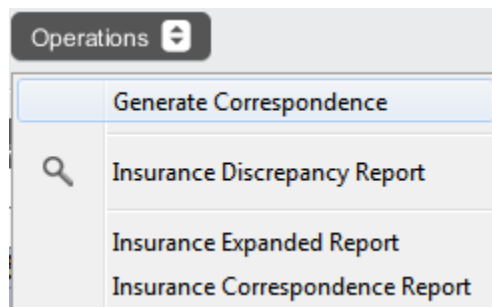 Operations
Generate Correspondence
Insurance Discrepancy Report
Insurance Expanded Report
Insurance Correspondence Report